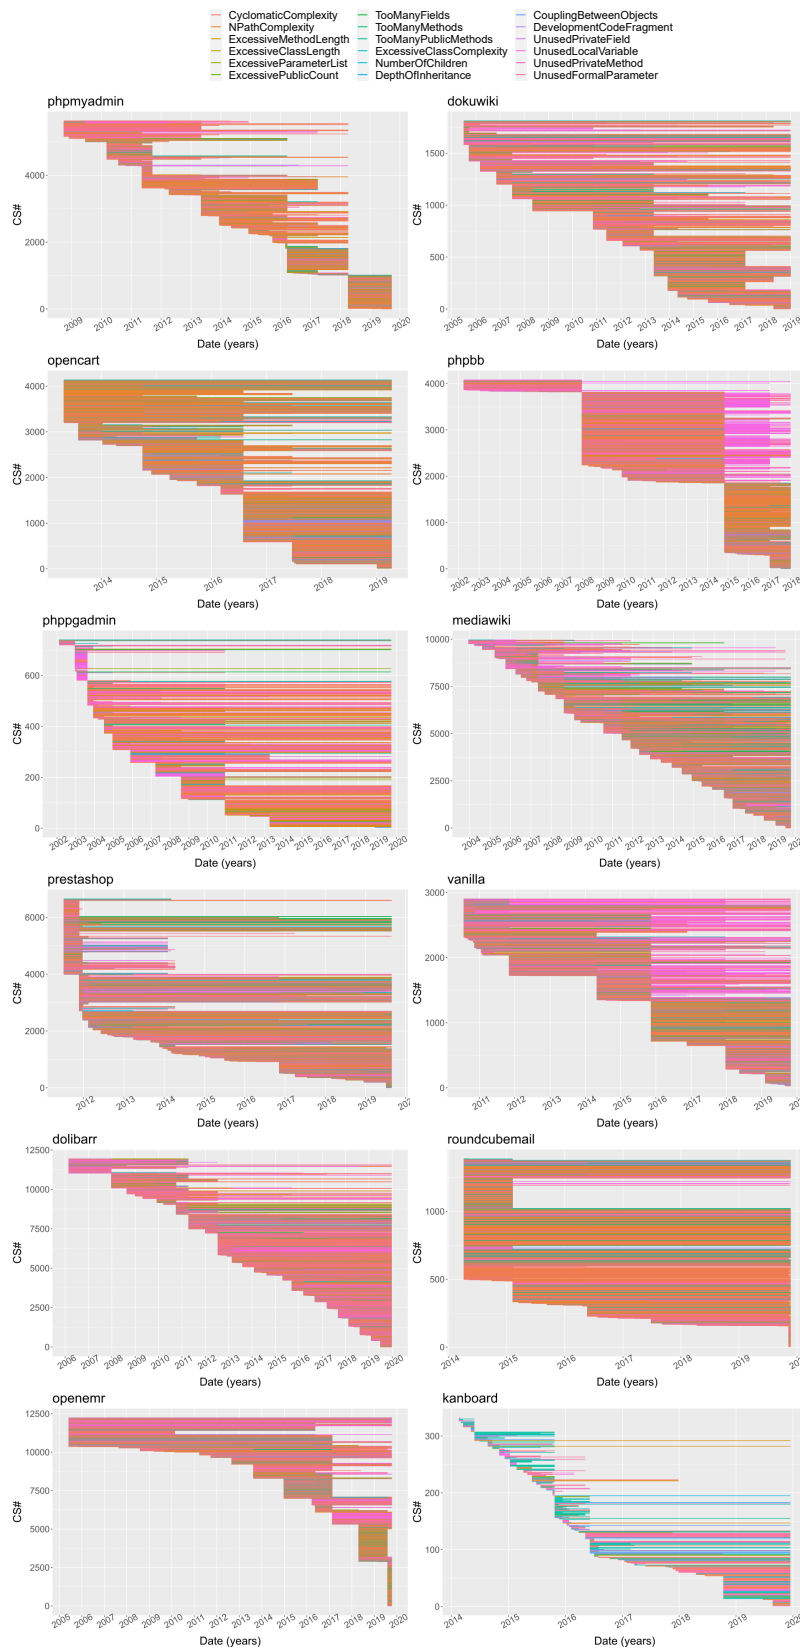 CyclomaticComplexity TooManyFields CouplingBetweenObjects
NPathComplexity TooManyMethods DevelopmentCodeFragment
ExcessiveMethodLength TooManyPublicMethods UnusedPrivateField
ExcessiveClassLength ExcessiveClassComplexity UnusedLocalVariable
ExcessiveParameterList NumberOfChildren UnusedPrivateMethod
ExcessivePublicCount DepthOfInheritance UnusedFormalParameter
phpmyadmin
CS#
4000
2000
0
2009 2010 2011 2012 2013 2014 2015 2016 2017 2018 2019 2020
Date (years)
dokuwiki
CS#
1500
1000
500
0
2005 2006 2007 2008 2009 2010 2011 2012 2013 2014 2015 2016 2017 2018 2019
Date (years)
opencart
CS#
4000
3000
2000
1000
0
2014 2015 2016 2017 2018 2019
Date (years)
phpbb
CS#
4000
3000
2000
1000
0
2002 2003 2004 2005 2006 2007 2008 2009 2010 2011 2012 2013 2014 2015 2016 2017 2018
Date (years)
phppgadmin
CS#
600
400
200
0
2002 2003 2004 2005 2006 2007 2008 2009 2010 2011 2012 2013 2014 2015 2016 2017 2018 2019 2020
Date (years)
mediawiki
CS#
10000
7500
5000
2500
0
2004 2005 2006 2007 2008 2009 2010 2011 2012 2013 2014 2015 2016 2017 2018 2019
Date (years)
prestashop
CS#
6000
4000
2000
0
2012 2013 2014 2015 2016 2017 2018 2019
Date (years)
vanilla
CS#
3000
2000
1000
0
2011 2012 2013 2014 2015 2016 2017 2018 2019
Date (years)
dolibarr
CS#
12500
10000
7500
5000
2500
0
2006 2007 2008 2009 2010 2011 2012 2013 2014 2015 2016 2017 2018 2019 2020
Date (years)
roundcubemail
CS#
1000
500
0
2014 2015 2016 2017 2018 2019
Date (years)
openemr
CS#
12500
10000
7500
5000
2500
0
2005 2006 2007 2008 2009 2010 2011 2012 2013 2014 2015 2016 2017 2018 2019 2020
Date (years)
kanboard
CS#
300
200
100
0
2014 2015 2016 2017 2018 2019
Date (years)